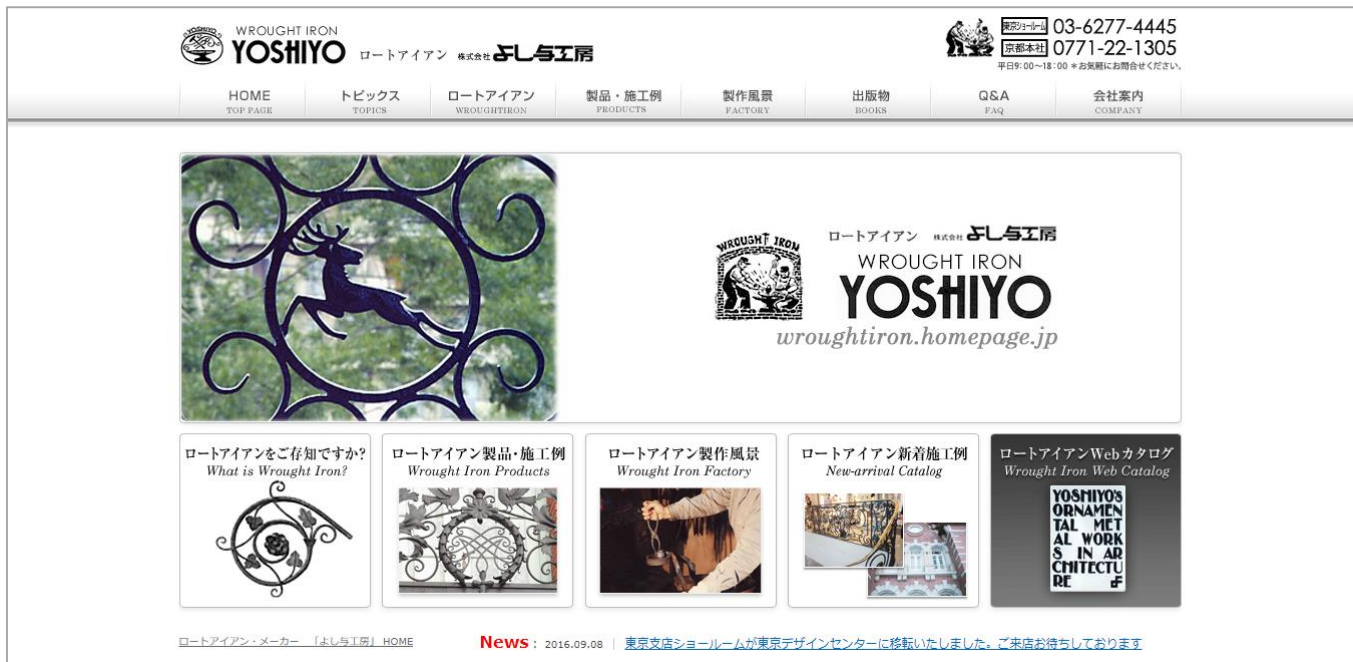 WROUGHT IRON
YOSHIYO ロートアイアン 株式会社 よし与工房
東京ショールーム 03-6277-4445
京都本社 0771-22-1305
平日9:00～18:00 ＊お気軽にお問合せください。
HOME トピックス ロートアイアン 製品・施工例 製作風景 出版物 Q&A 会社案内
TOP PAGE TOPICS WROUGHTIRON PRODUCTS FACTORY BOOKS FAQ COMPANY
WROUGHT IRON
ロートアイアン 株式会社 よし与工房
WROUGHT IRON
YOSHIYO
wroughtiron.homepage.jp
ロートアイアンをご存知ですか?
What is Wrought Iron?
ロートアイアン製品・施工例
Wrought Iron Products
ロートアイアン製作風景
Wrought Iron Factory
ロートアイアン新着施工例
New-arrival Catalog
ロートアイアンWebカタログ
Wrought Iron Web Catalog
YOSHIYO'S
ORNAMEN
TAL MET
AL WORK
S IN AR
CHITECTU
RE
ロートアイアン・メーカー 「よし与工房」 HOME
News : 2016.09.08 | 東京支店ショールームが東京デザインセンターに移転いたしました。ご来店お待ちしております